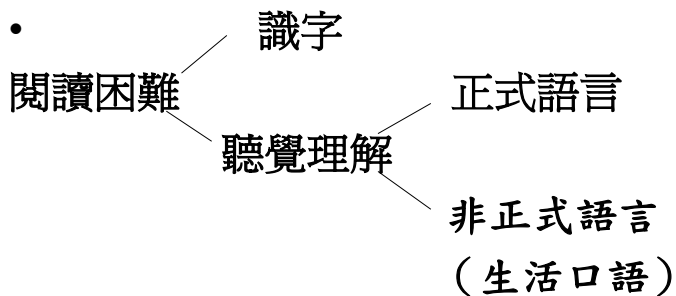 •
識字
閱讀困難
正式語言
聽覺理解
非正式語言
（生活口語）